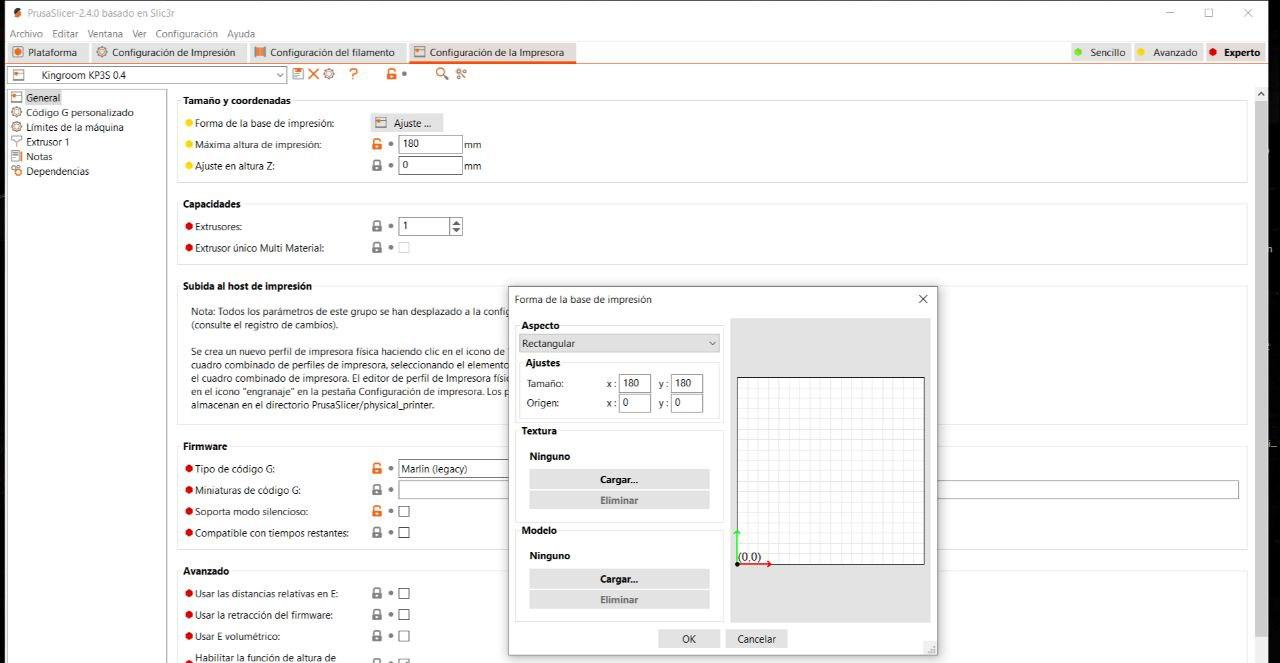 PrusaSlicer-2.4.0 basado en Slic3r
Archivo Editar Ventana Ver Configuración Ayuda
Plataforma Configuración de Impresión Configuración del filamento Configuración de la Impresora Sencillo Avanzado Experto
Kingroom KP3S 0.4
General
Código G personalizado
Límites de la máquina
Extrusor 1
Notas
Dependencias
Tamaño y coordenadas
Forma de la base de impresión: Ajuste ...
Máxima altura de impresión: 180 mm
Ajuste en altura Z: 0 mm
Capacidades
Extrusores: 1
Extrusor único Multi Material:
Subida al host de impresión
Nota: Todos los parámetros de este grupo se han desplazado a la config
(consulte el registro de cambios).
Se crea un nuevo perfil de impresora física haciendo clic en el icono de
cuadro combinado de perfiles de impresora, seleccionando el elemento
el cuadro combinado de impresora. El editor de perfil de Impresora físi
en el icono "engranaje" en la pestaña Configuración de impresora. Los p
almacenan en el directorio PrusaSlicer/physical_printer.
Firmware
Tipo de código G: Marlin (legacy)
Miniaturas de código G:
Soporta modo silencioso:
Compatible con tiempos restantes:
Avanzado
Usar las distancias relativas en E:
Usar la retracción del firmware:
Usar E volumétrico:
Habilitar la función de altura de
Forma de la base de impresión
Aspecto
Rectangular
Ajustes
Tamaño: x: 180 y: 180
Origen: x: 0 y: 0
Textura
Ninguno
Cargar...
Eliminar
Modelo
Ninguno
Cargar...
Eliminar
(0,0)
OK Cancelar